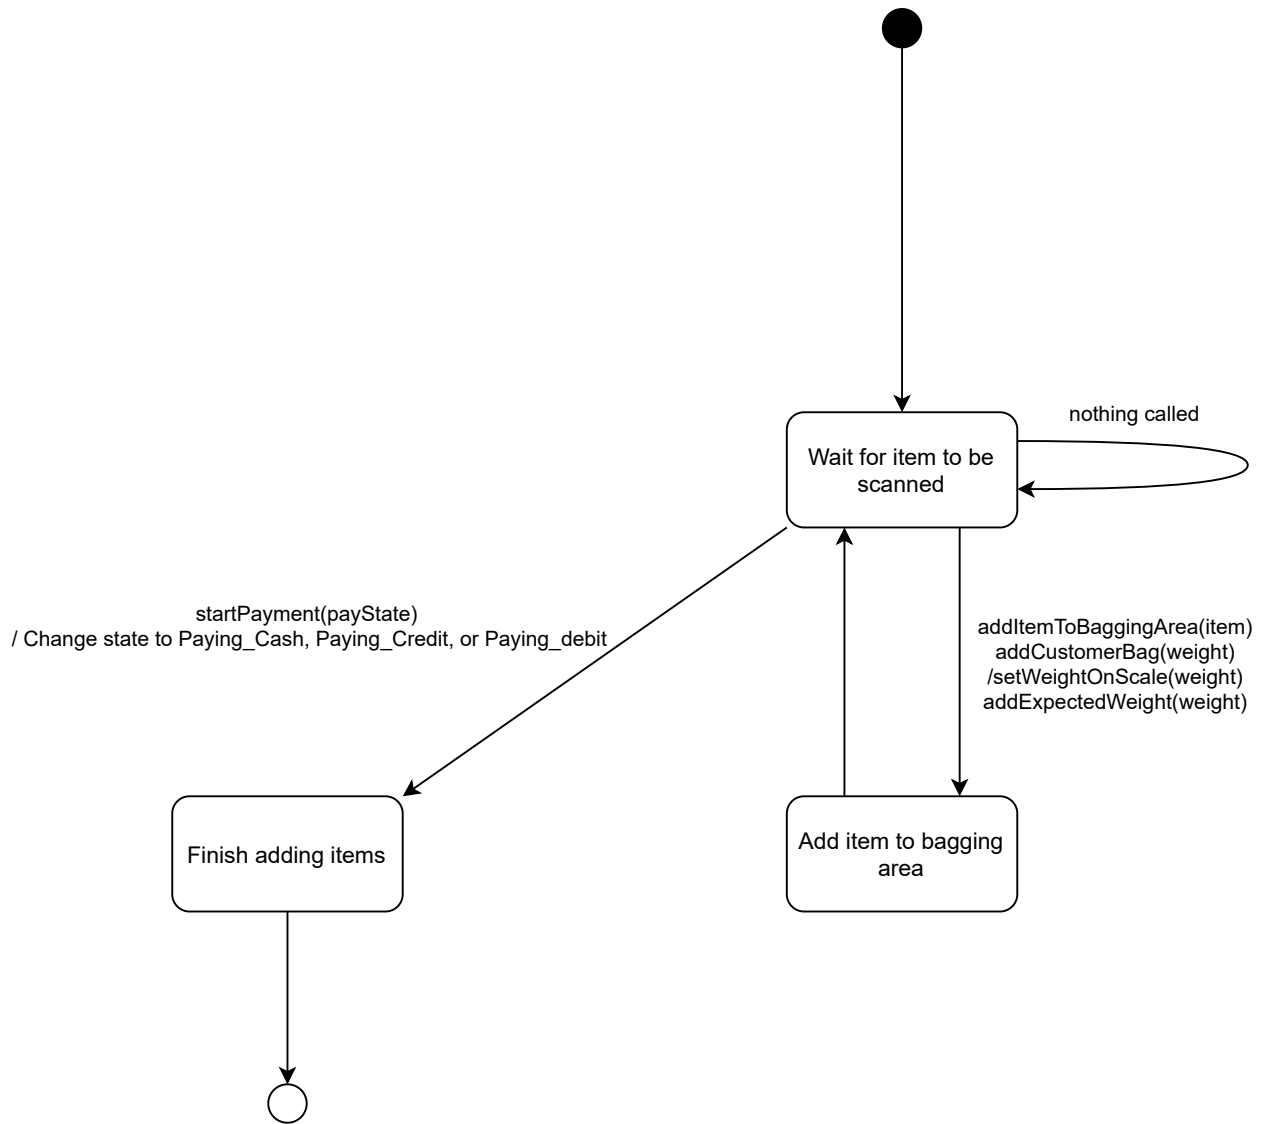 nothing called
Wait for item to be
scanned
startPayment(payState)
/ Change state to Paying_Cash, Paying_Credit, or Paying_debit
addItemToBaggingArea(item)
addCustomerBag(weight)
/setWeightOnScale(weight)
addExpectedWeight(weight)
Finish adding items
Add item to bagging
area